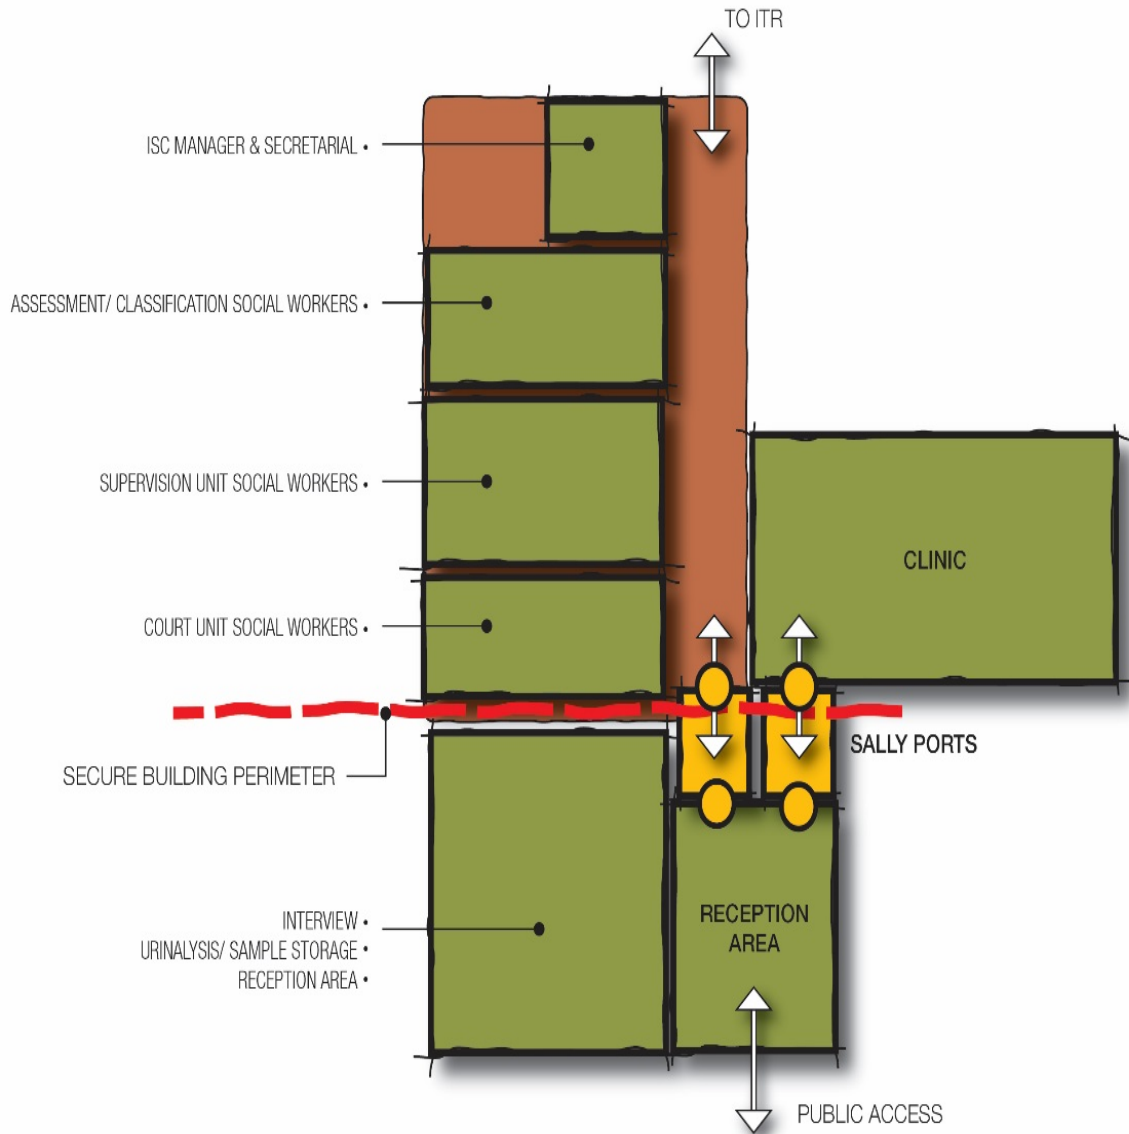 TO ITR
ISC MANAGER & SECRETARIAL •
ASSESSMENT/ CLASSIFICATION SOCIAL WORKERS •
SUPERVISION UNIT SOCIAL WORKERS •
CLINIC
COURT UNIT SOCIAL WORKERS •
SALLY PORTS
SECURE BUILDING PERIMETER
INTERVIEW •
URINALYSIS/ SAMPLE STORAGE •
RECEPTION AREA •
RECEPTION
AREA
PUBLIC ACCESS